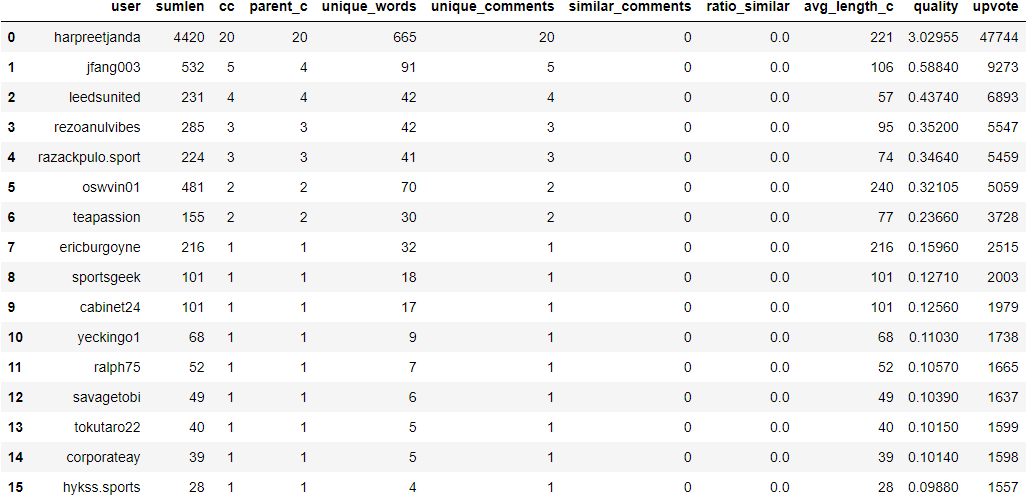 user sumlen cc parent_c unique_words unique_comments similar_comments ratio_similar avg_length_c quality upvote
0 harpreetjanda 4420 20 20 665 20 0 0.0 221 3.02955 47744
1 jfang003 532 5 4 91 5 0 0.0 106 0.58840 9273
2 leedsunited 231 4 4 42 4 0 0.0 57 0.43740 6893
3 rezoanulvibes 285 3 3 42 3 0 0.0 95 0.35200 5547
4 razackpulo.sport 224 3 3 41 3 0 0.0 74 0.34640 5459
5 oswvin01 481 2 2 70 2 0 0.0 240 0.32105 5059
6 teapassion 155 2 2 30 2 0 0.0 77 0.23660 3728
7 ericburgoyne 216 1 1 32 1 0 0.0 216 0.15960 2515
8 sportsgeek 101 1 1 18 1 0 0.0 101 0.12710 2003
9 cabinet24 101 1 1 17 1 0 0.0 101 0.12560 1979
10 yeckingo1 68 1 1 9 1 0 0.0 68 0.11030 1738
11 ralph75 52 1 1 7 1 0 0.0 52 0.10570 1665
12 savagetobi 49 1 1 6 1 0 0.0 49 0.10390 1637
13 tokutaro22 40 1 1 5 1 0 0.0 40 0.10150 1599
14 corporateay 39 1 1 5 1 0 0.0 39 0.10140 1598
15 hykss.sports 28 1 1 4 1 0 0.0 28 0.09880 1557